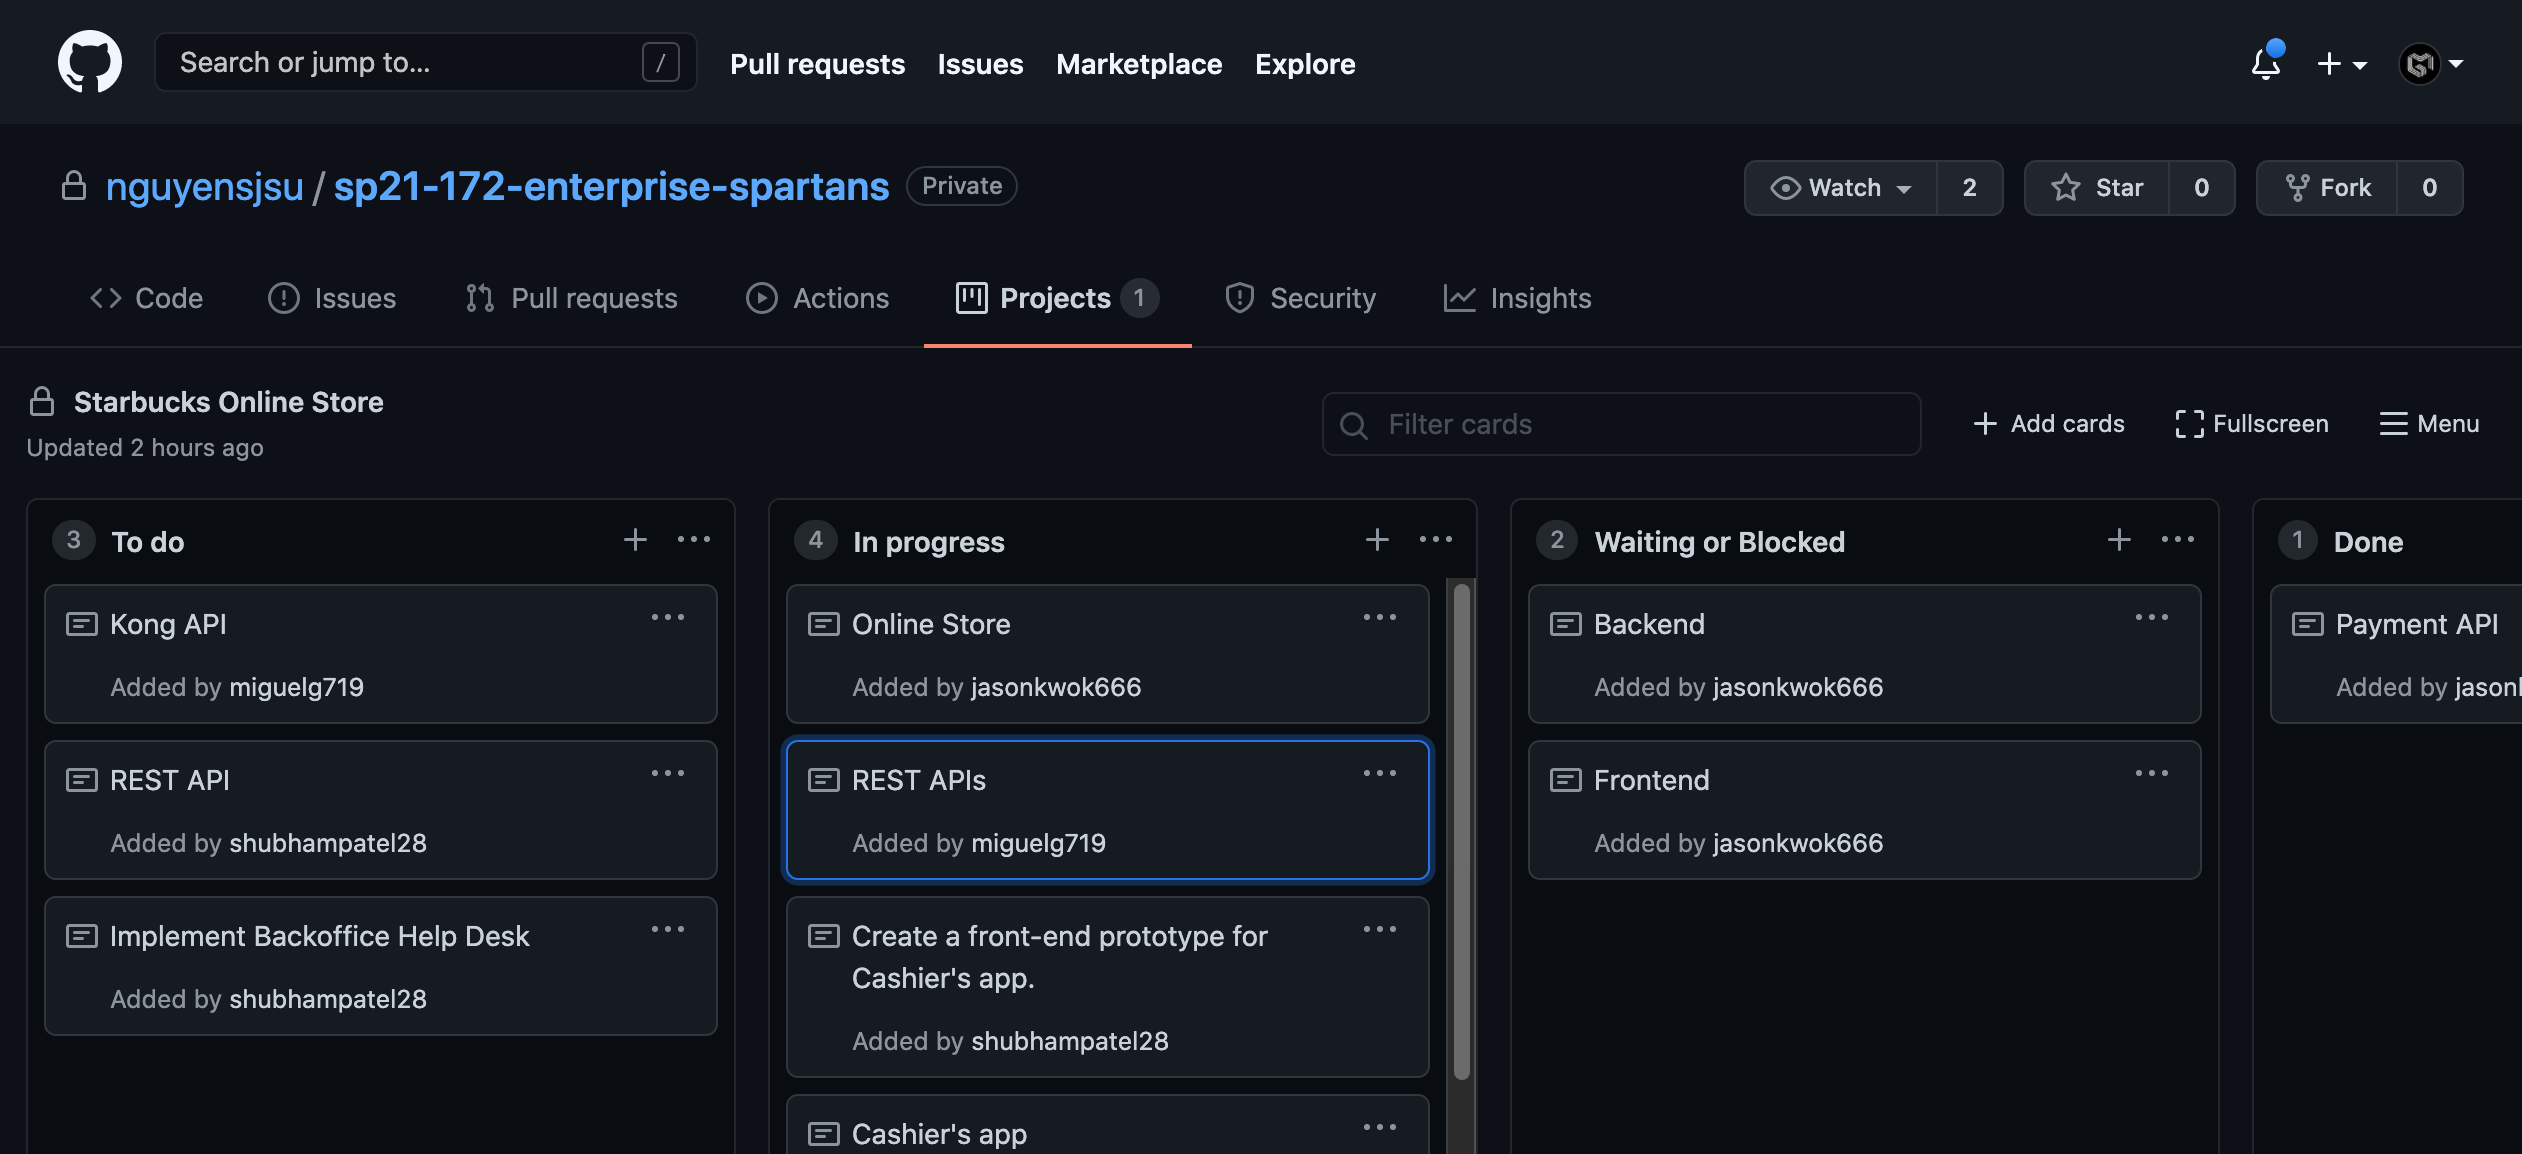 Search or jump to...
/
Pull requests
Issues
Marketplace
Explore
nguyensjsu / sp21-172-enterprise-spartans
Private
Watch 2
Star 0
Fork 0
Code
Issues
Pull requests
Actions
Projects 1
Security
Insights
Starbucks Online Store
Updated 2 hours ago
Filter cards
Add cards
Fullscreen
Menu
3 To do
Kong API
Added by miguelg719
REST API
Added by shubhampatel28
Implement Backoffice Help Desk
Added by shubhampatel28
4 In progress
Online Store
Added by jasonkwok666
REST APIs
Added by miguelg719
Create a front-end prototype for
Cashier's app.
Added by shubhampatel28
Cashier's app
2 Waiting or Blocked
Backend
Added by jasonkwok666
Frontend
Added by jasonkwok666
1 Done
Payment API
Added by